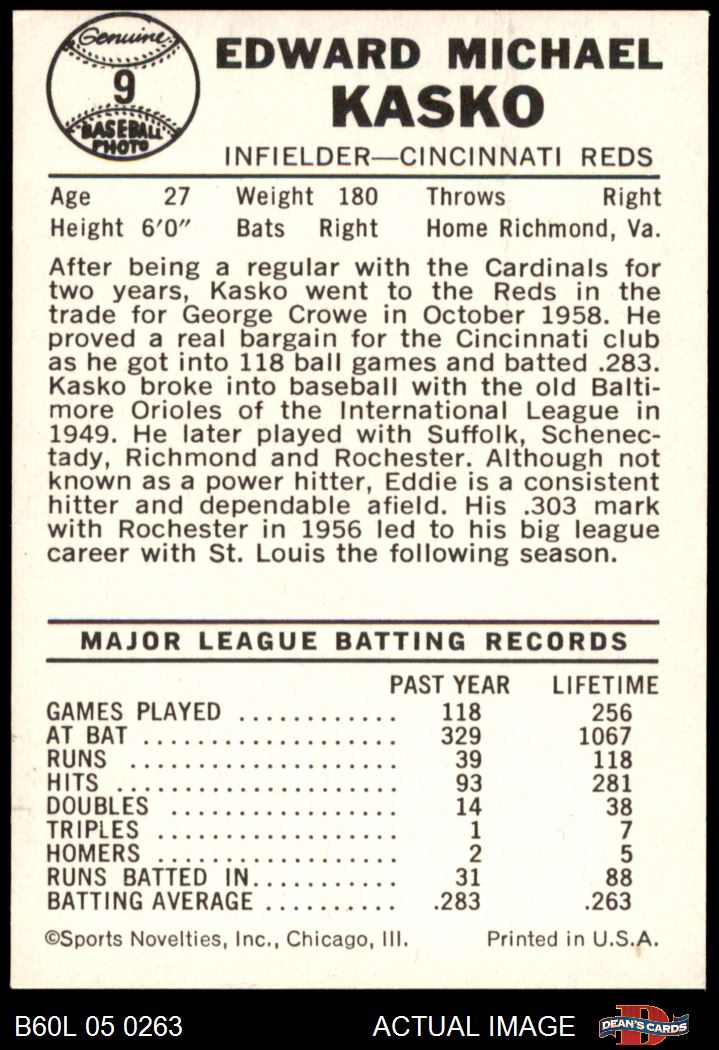 Genuine
9
BASEBALL
PHOTO
EDWARD MICHAEL
KASKO
INFIELDER—CINCINNATI REDS
Age 27 Weight 180 Throws Right
Height 6'0" Bats Right Home Richmond, Va.
After being a regular with the Cardinals for
two years, Kasko went to the Reds in the
trade for George Crowe in October 1958. He
proved a real bargain for the Cincinnati club
as he got into 118 ball games and batted .283.
Kasko broke into baseball with the old Balti-
more Orioles of the International League in
1949. He later played with Suffolk, Schenec-
tady, Richmond and Rochester. Although not
known as a power hitter, Eddie is a consistent
hitter and dependable afield. His .303 mark
with Rochester in 1956 led to his big league
career with St. Louis the following season.
MAJOR LEAGUE BATTING RECORDS
PAST YEAR LIFETIME
GAMES PLAYED ............ 118 256
AT BAT ................... 329 1067
RUNS .................... 39 118
HITS ..................... 93 281
DOUBLES ................. 14 38
TRIPLES .................. 1 7
HOMERS .................. 2 5
RUNS BATTED IN........... 31 88
BATTING AVERAGE .......... .283 .263
©Sports Novelties, Inc., Chicago, Ill. Printed in U.S.A.
B60L 05 0263 ACTUAL IMAGE DEAN'S CARDS